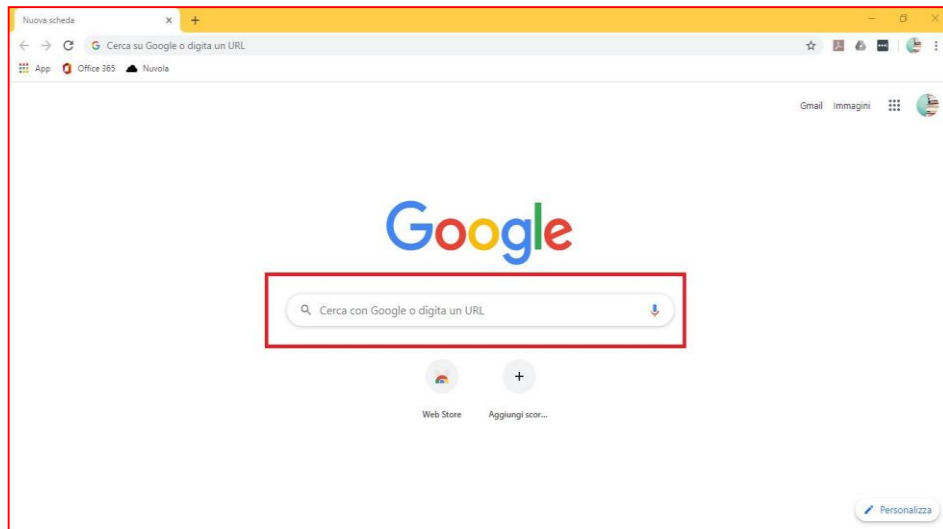 Nuova scheda
Cerca su Google o digita un URL
App Office 365 Nuvola
Gmail Immagini
Google
Cerca con Google o digita un URL
Web Store Aggiungi scor...
Personalizza